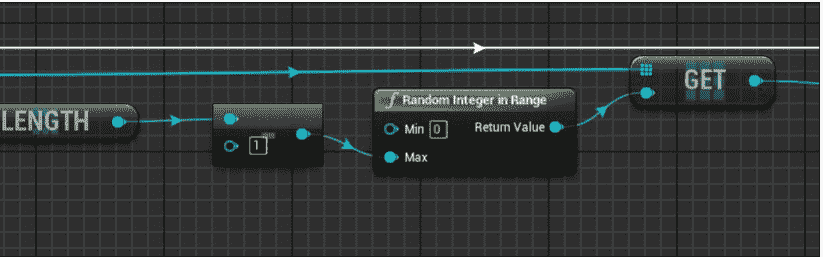 LENGTH
1
Random Integer in Range
Min 0
Return Value
Max
GET